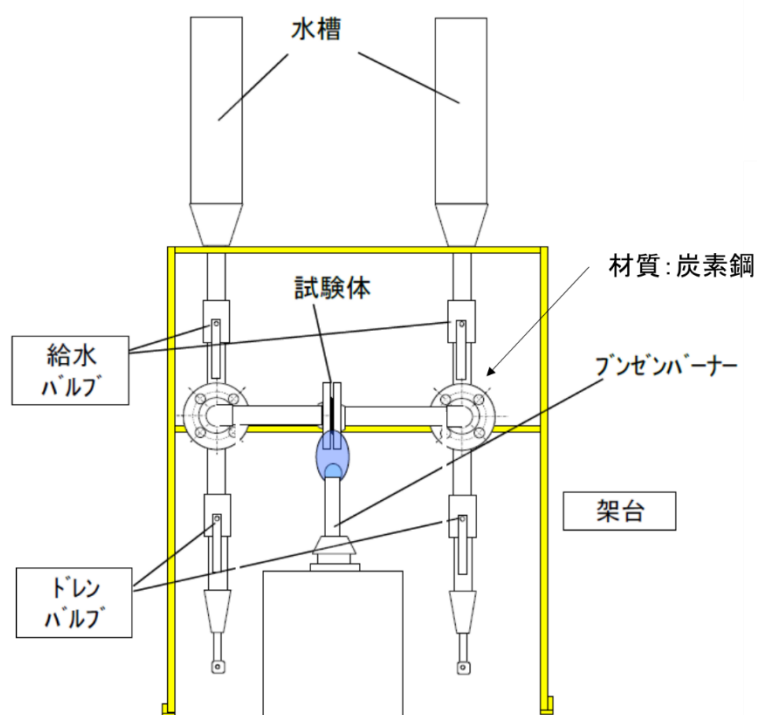 水槽
材質：炭素鋼
試験体
給水
バルブ
ブンゼンバーナー
架台
ドレン
バルブ